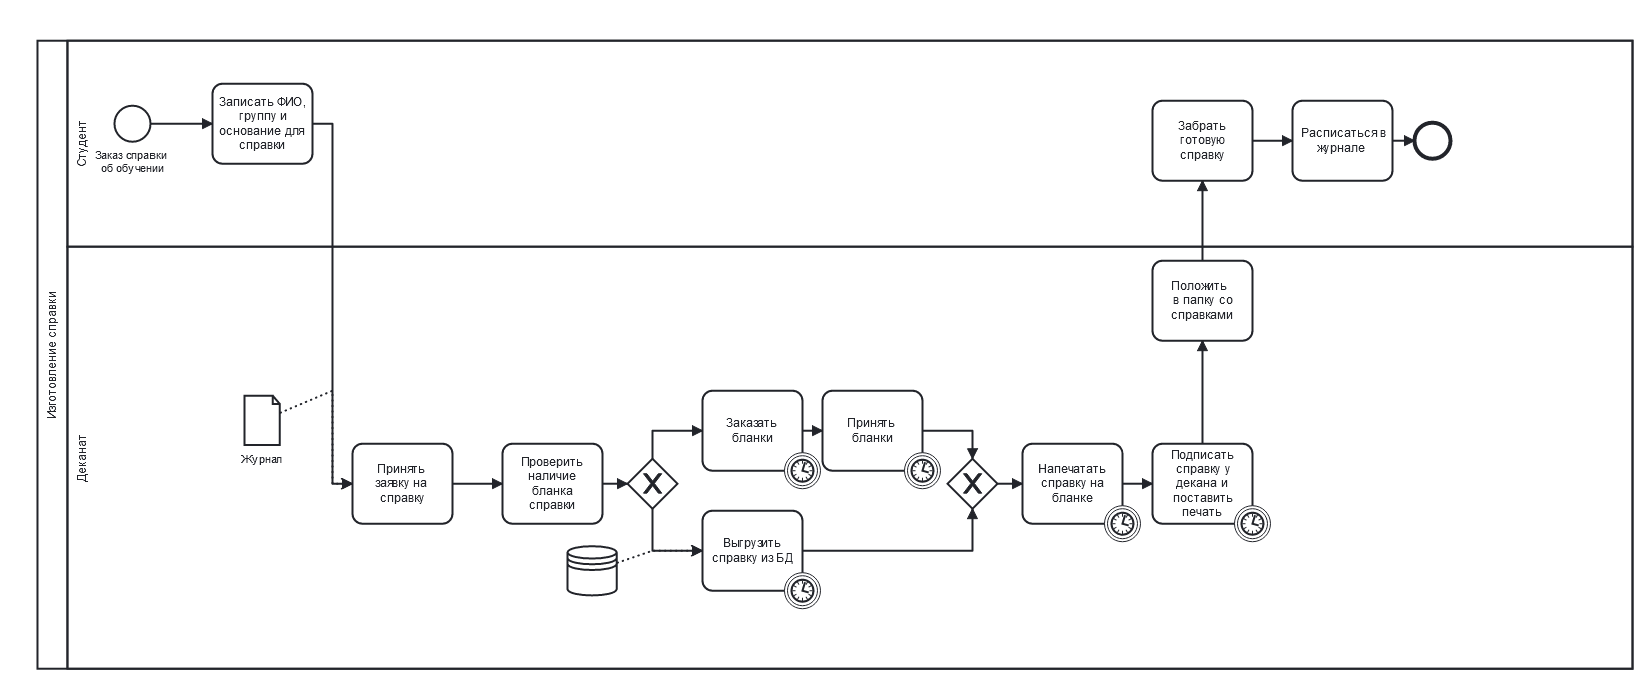 Изготовление справки
Студент
Заказ справки
об обучении
Записать ФИО,
группу и
основание для
справки
Забрать
готовую
справку
Расписаться в
журнале
Деканат
Журнал
Принять
заявку на
справку
Проверить
наличие
бланка
справки
Заказать
бланки
Принять
бланки
Выгрузить
справку из БД
Напечатать
справку на
бланке
Подписать
справку у
декана и
поставить
печать
Положить
в папку со
справками